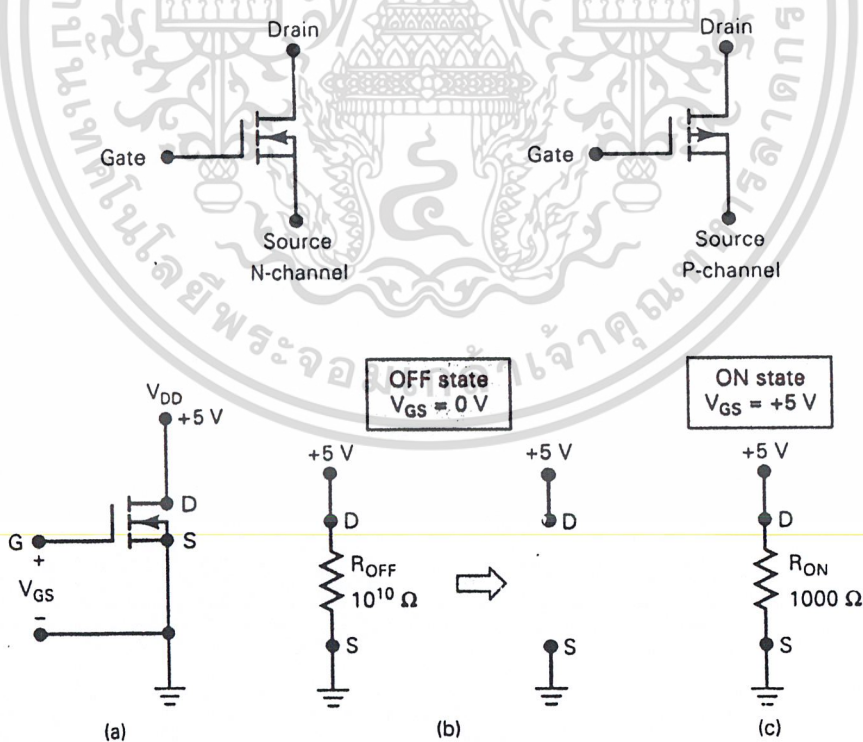 Drain
Gate
Source
N-channel
Drain
Gate
Source
P-channel
V_DD
+5 V
D
G
S
+
V_GS
−
(a)
OFF state
V_GS = 0 V
+5 V
D
R_OFF
10^10 Ω
S
+5 V
D
S
(b)
ON state
V_GS = +5 V
+5 V
D
R_ON
1000 Ω
S
(c)